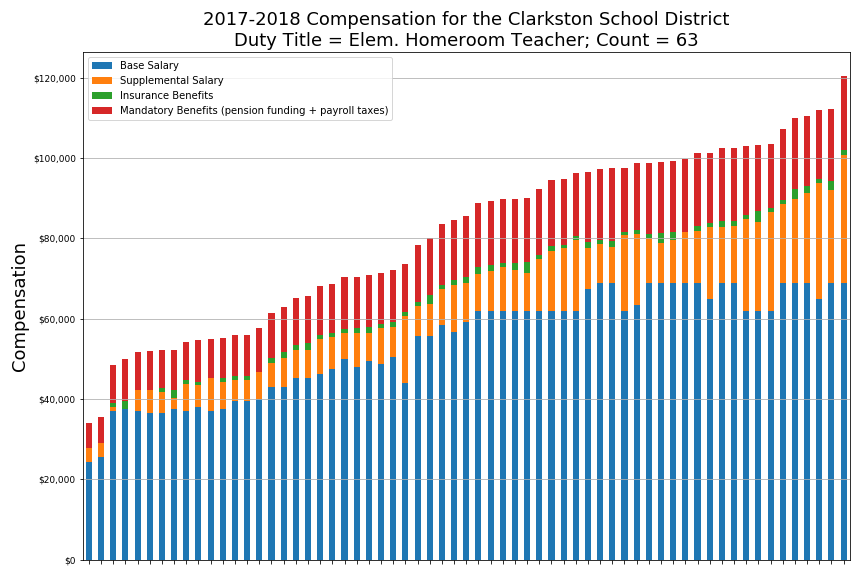 2017-2018 Compensation for the Clarkston School District
Duty Title = Elem. Homeroom Teacher; Count = 63
Base Salary
Supplemental Salary
Insurance Benefits
Mandatory Benefits (pension funding + payroll taxes)
Compensation
$120,000
$100,000
$80,000
$60,000
$40,000
$20,000
$0